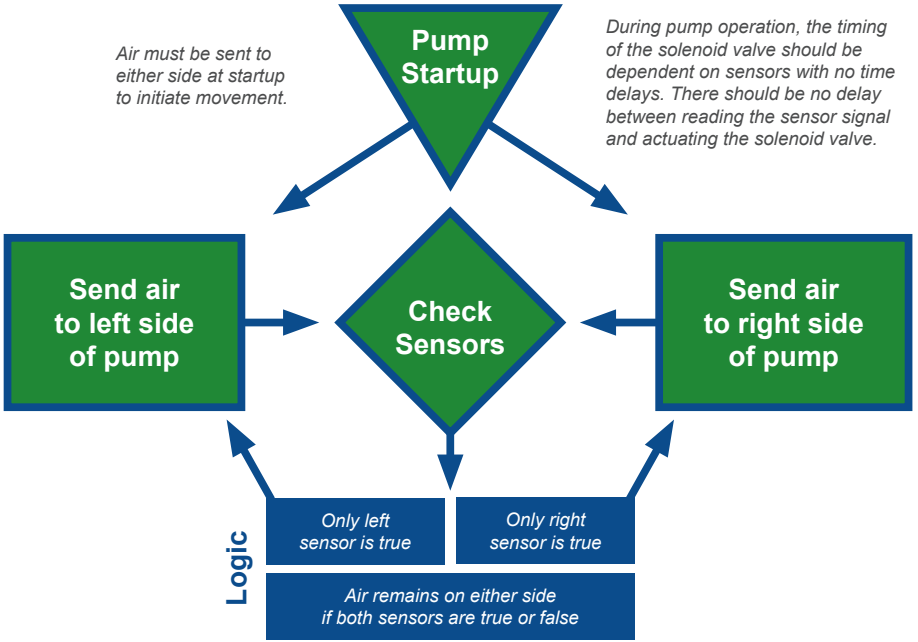 Air must be sent to
either side at startup
to initiate movement.
Pump
Startup
During pump operation, the timing
of the solenoid valve should be
dependent on sensors with no time
delays. There should be no delay
between reading the sensor signal
and actuating the solenoid valve.
Send air
to left side
of pump
Check
Sensors
Send air
to right side
of pump
Logic
Only left
sensor is true
Only right
sensor is true
Air remains on either side
if both sensors are true or false